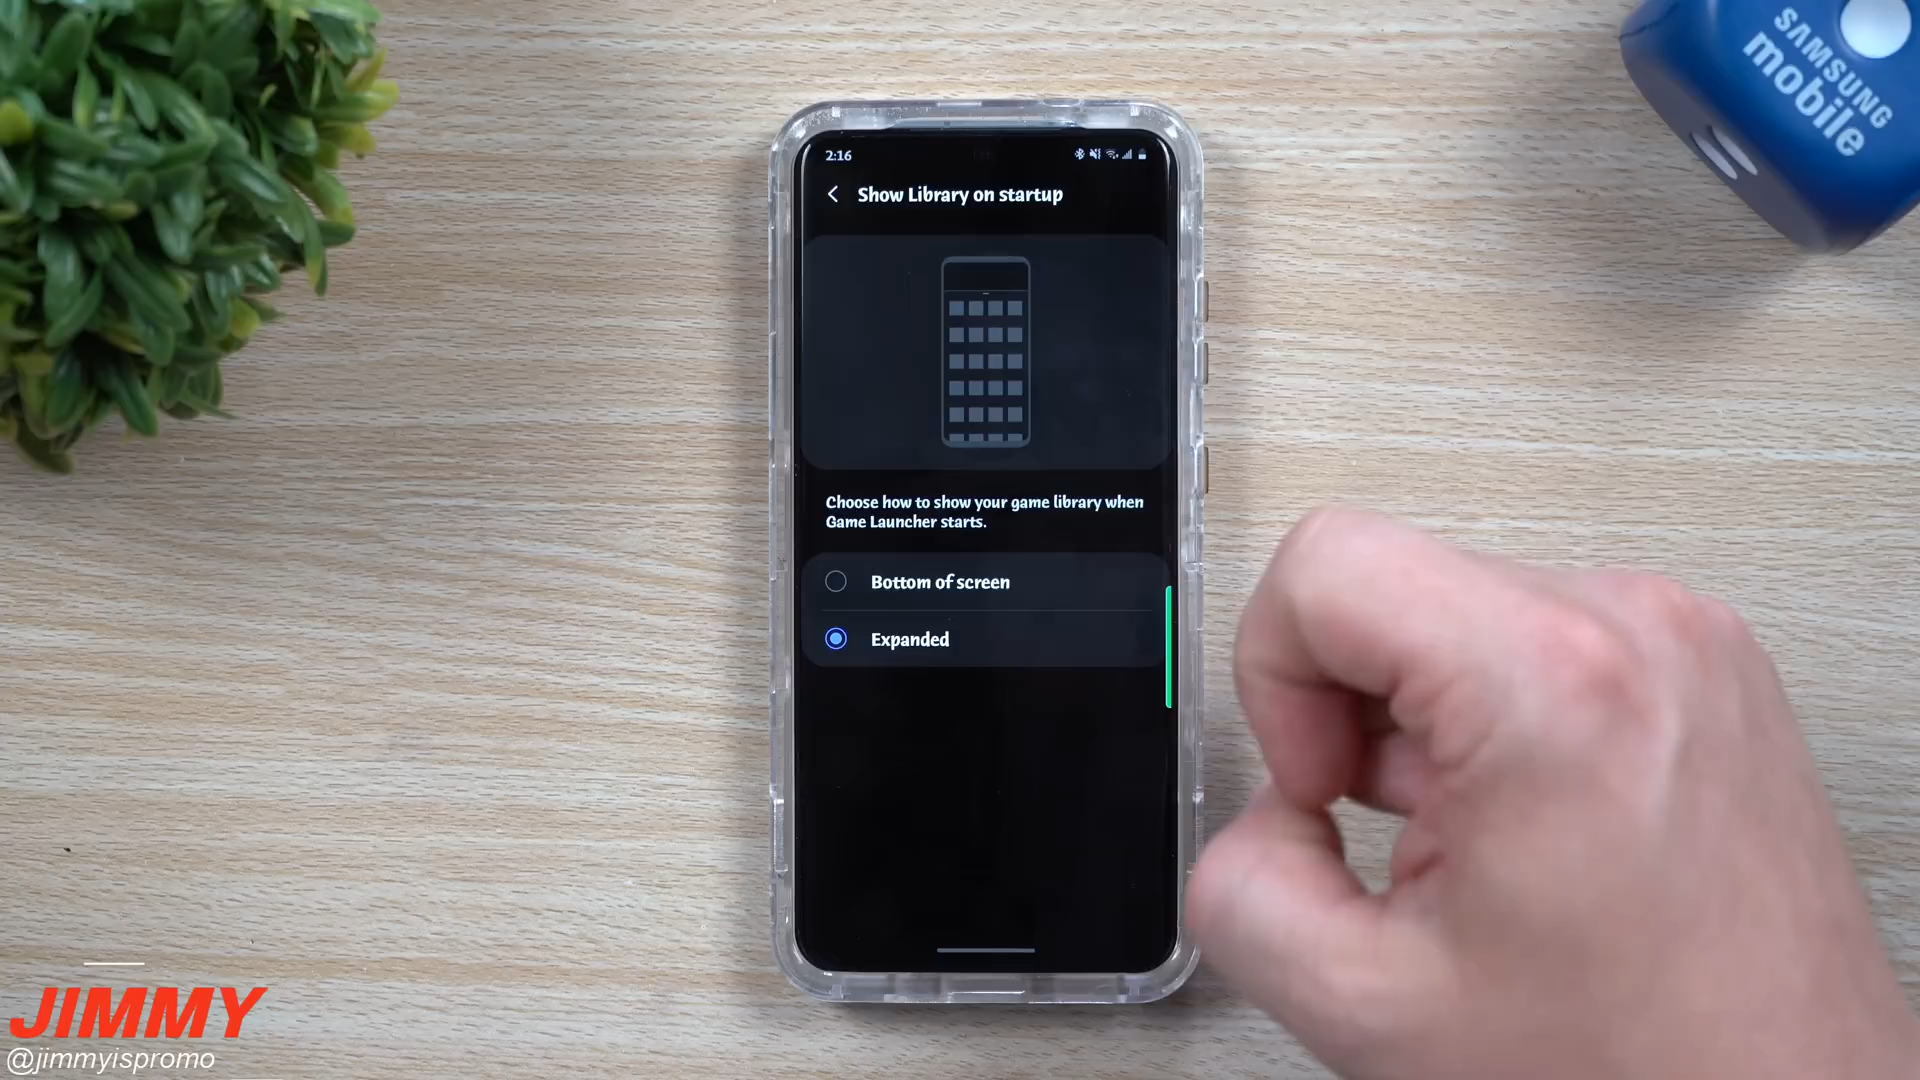 SAMSUNG
mobile
2:16
Show Library on startup
Choose how to show your game library when
Game Launcher starts.
Bottom of screen
Expanded
JIMMY
@jimmyispromo